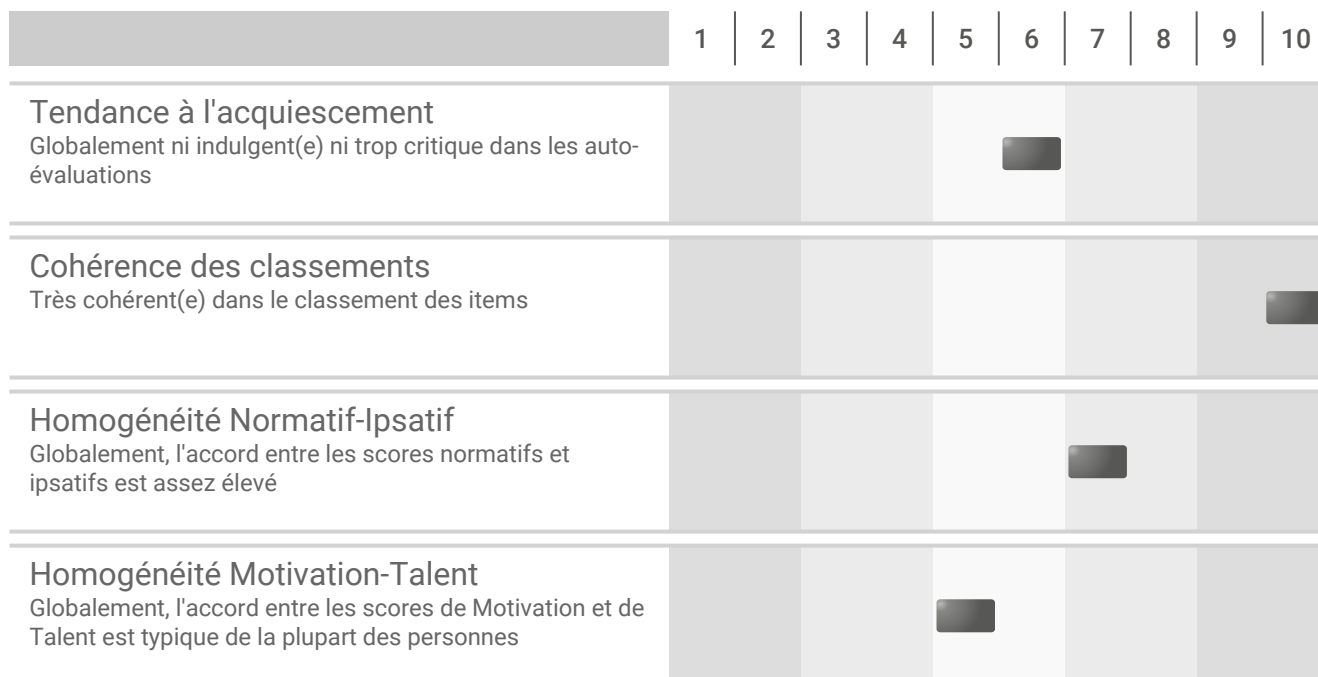 1 2 3 4 5 6 7 8 9 10
Tendance à l'acquiescement
Globalement ni indulgent(e) ni trop critique dans les auto-
évaluations
Cohérence des classements
Très cohérent(e) dans le classement des items
Homogénéité Normatif-Ipsatif
Globalement, l'accord entre les scores normatifs et
ipsatifs est assez élevé
Homogénéité Motivation-Talent
Globalement, l'accord entre les scores de Motivation et de
Talent est typique de la plupart des personnes